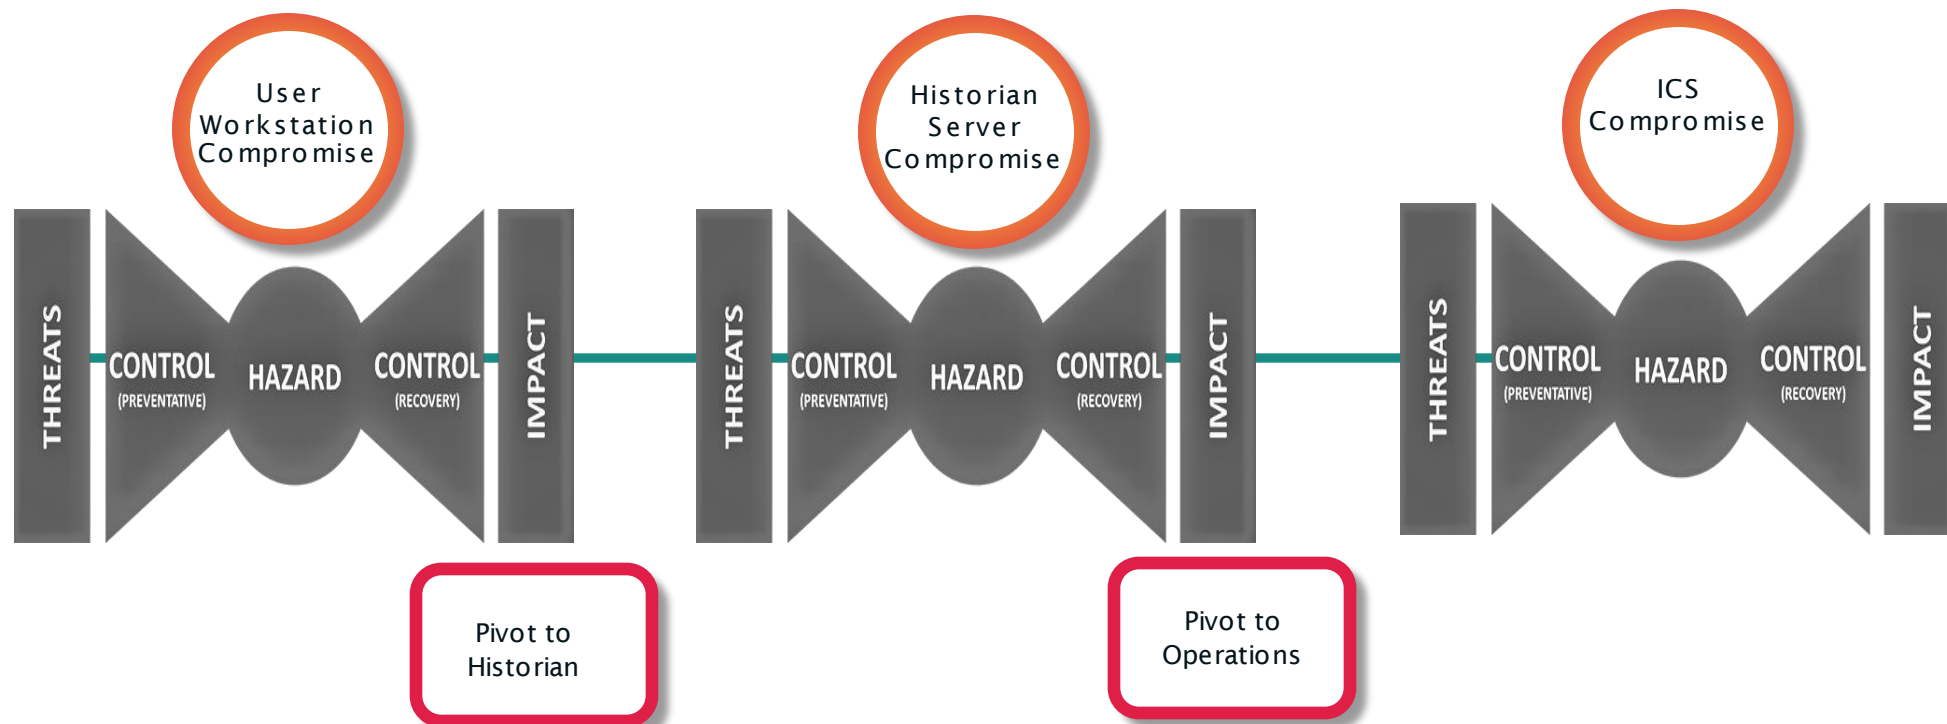 User
Workstation
Compromise
Historian
Server
Compromise
ICS
Compromise
THREATS
CONTROL
(PREVENTATIVE)
HAZARD
CONTROL
(RECOVERY)
IMPACT
THREATS
CONTROL
(PREVENTATIVE)
HAZARD
CONTROL
(RECOVERY)
IMPACT
THREATS
CONTROL
(PREVENTATIVE)
HAZARD
CONTROL
(RECOVERY)
IMPACT
Pivot to
Historian
Pivot to
Operations